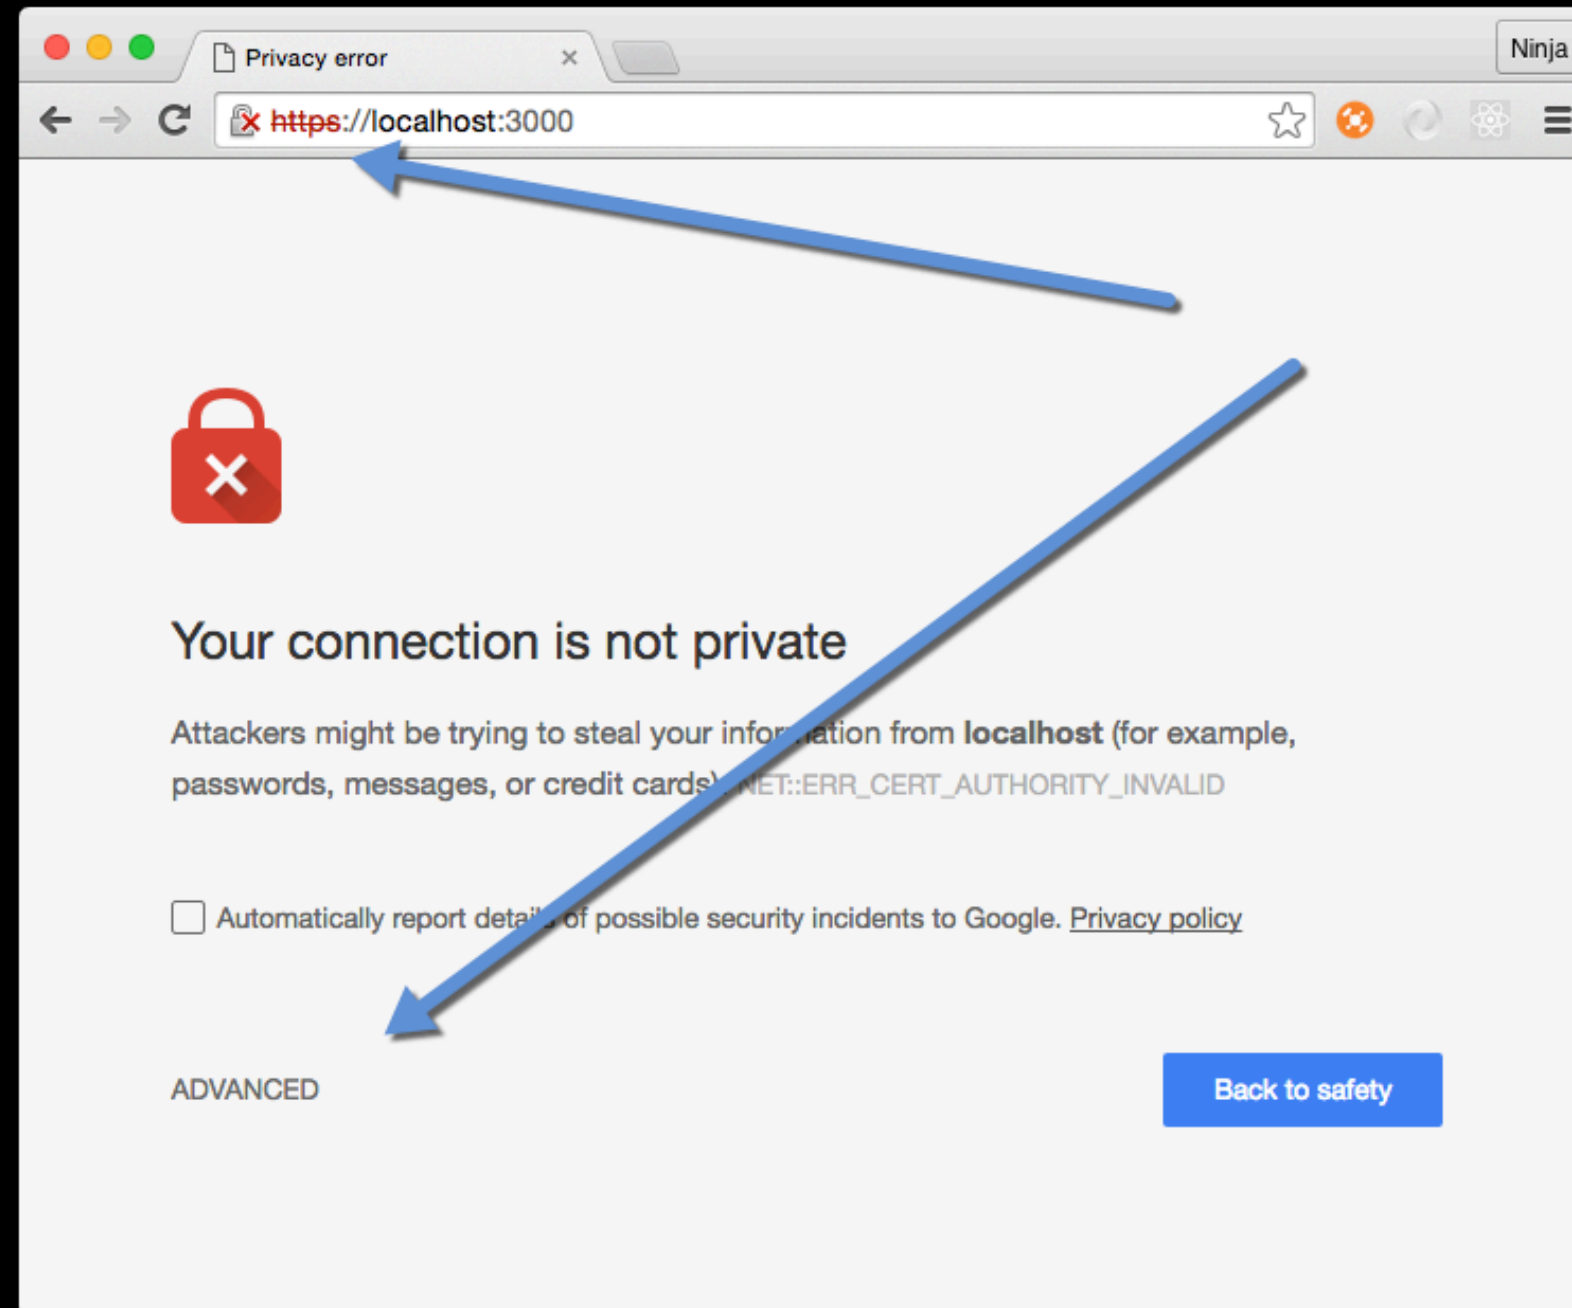 Privacy error
Ninja
https://localhost:3000
Your connection is not private
Attackers might be trying to steal your information from localhost (for example,
passwords, messages, or credit cards). NET::ERR_CERT_AUTHORITY_INVALID
Automatically report details of possible security incidents to Google. Privacy policy
ADVANCED
Back to safety